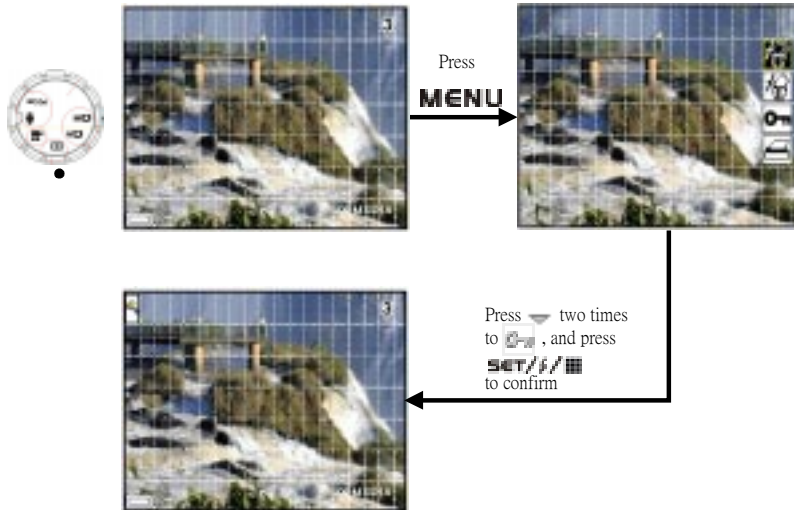 Press
MENU
Press two times
to , and press
SET/ /
to confirm